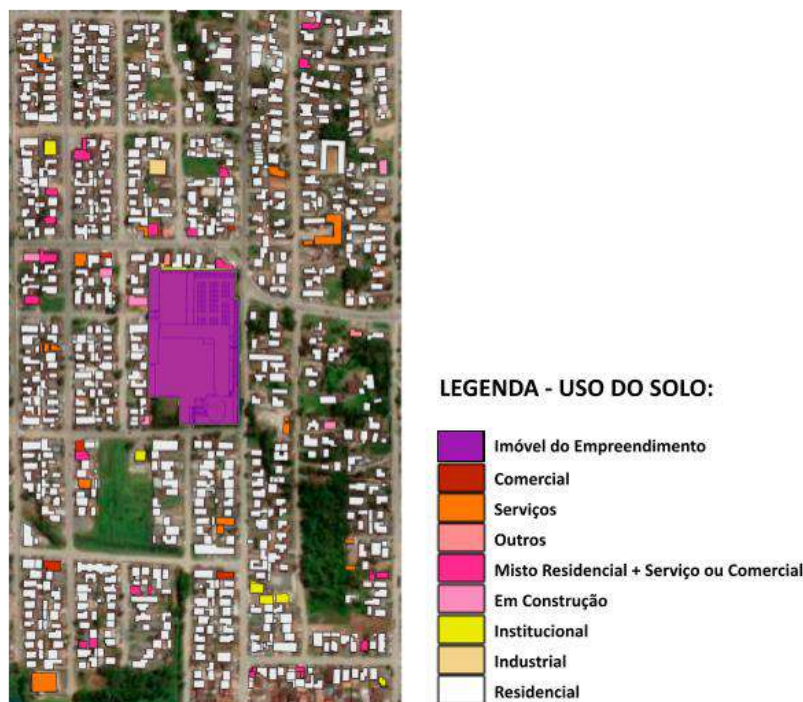 LEGENDA - USO DO SOLO:
Imóvel do Empreendimento
Comercial
Serviços
Outros
Misto Residencial + Serviço ou Comercial
Em Construção
Institucional
Industrial
Residencial